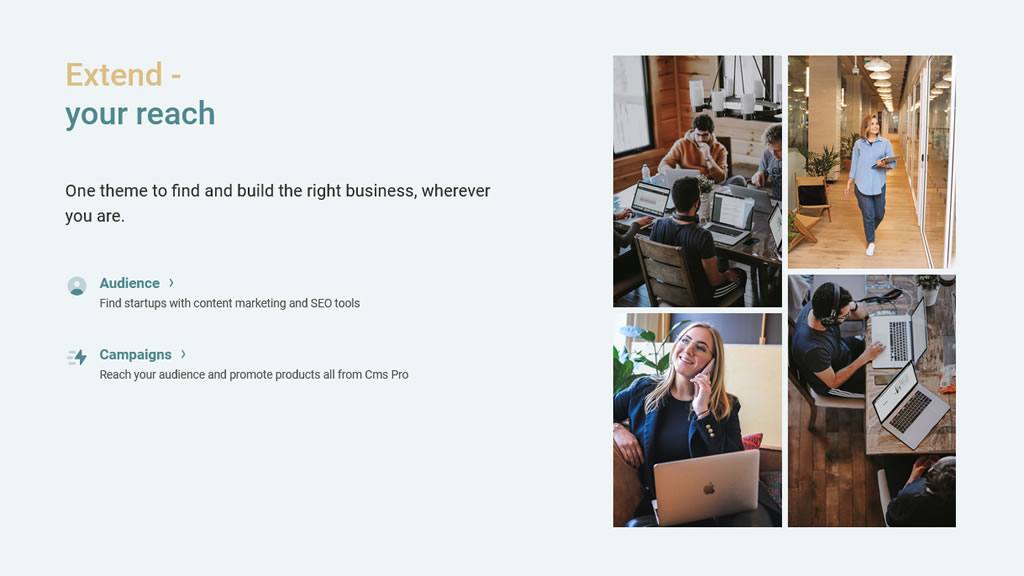 Extend -
your reach
One theme to find and build the right business, wherever
you are.
Audience
Find startups with content marketing and SEO tools
Campaigns
Reach your audience and promote products all from Cms Pro